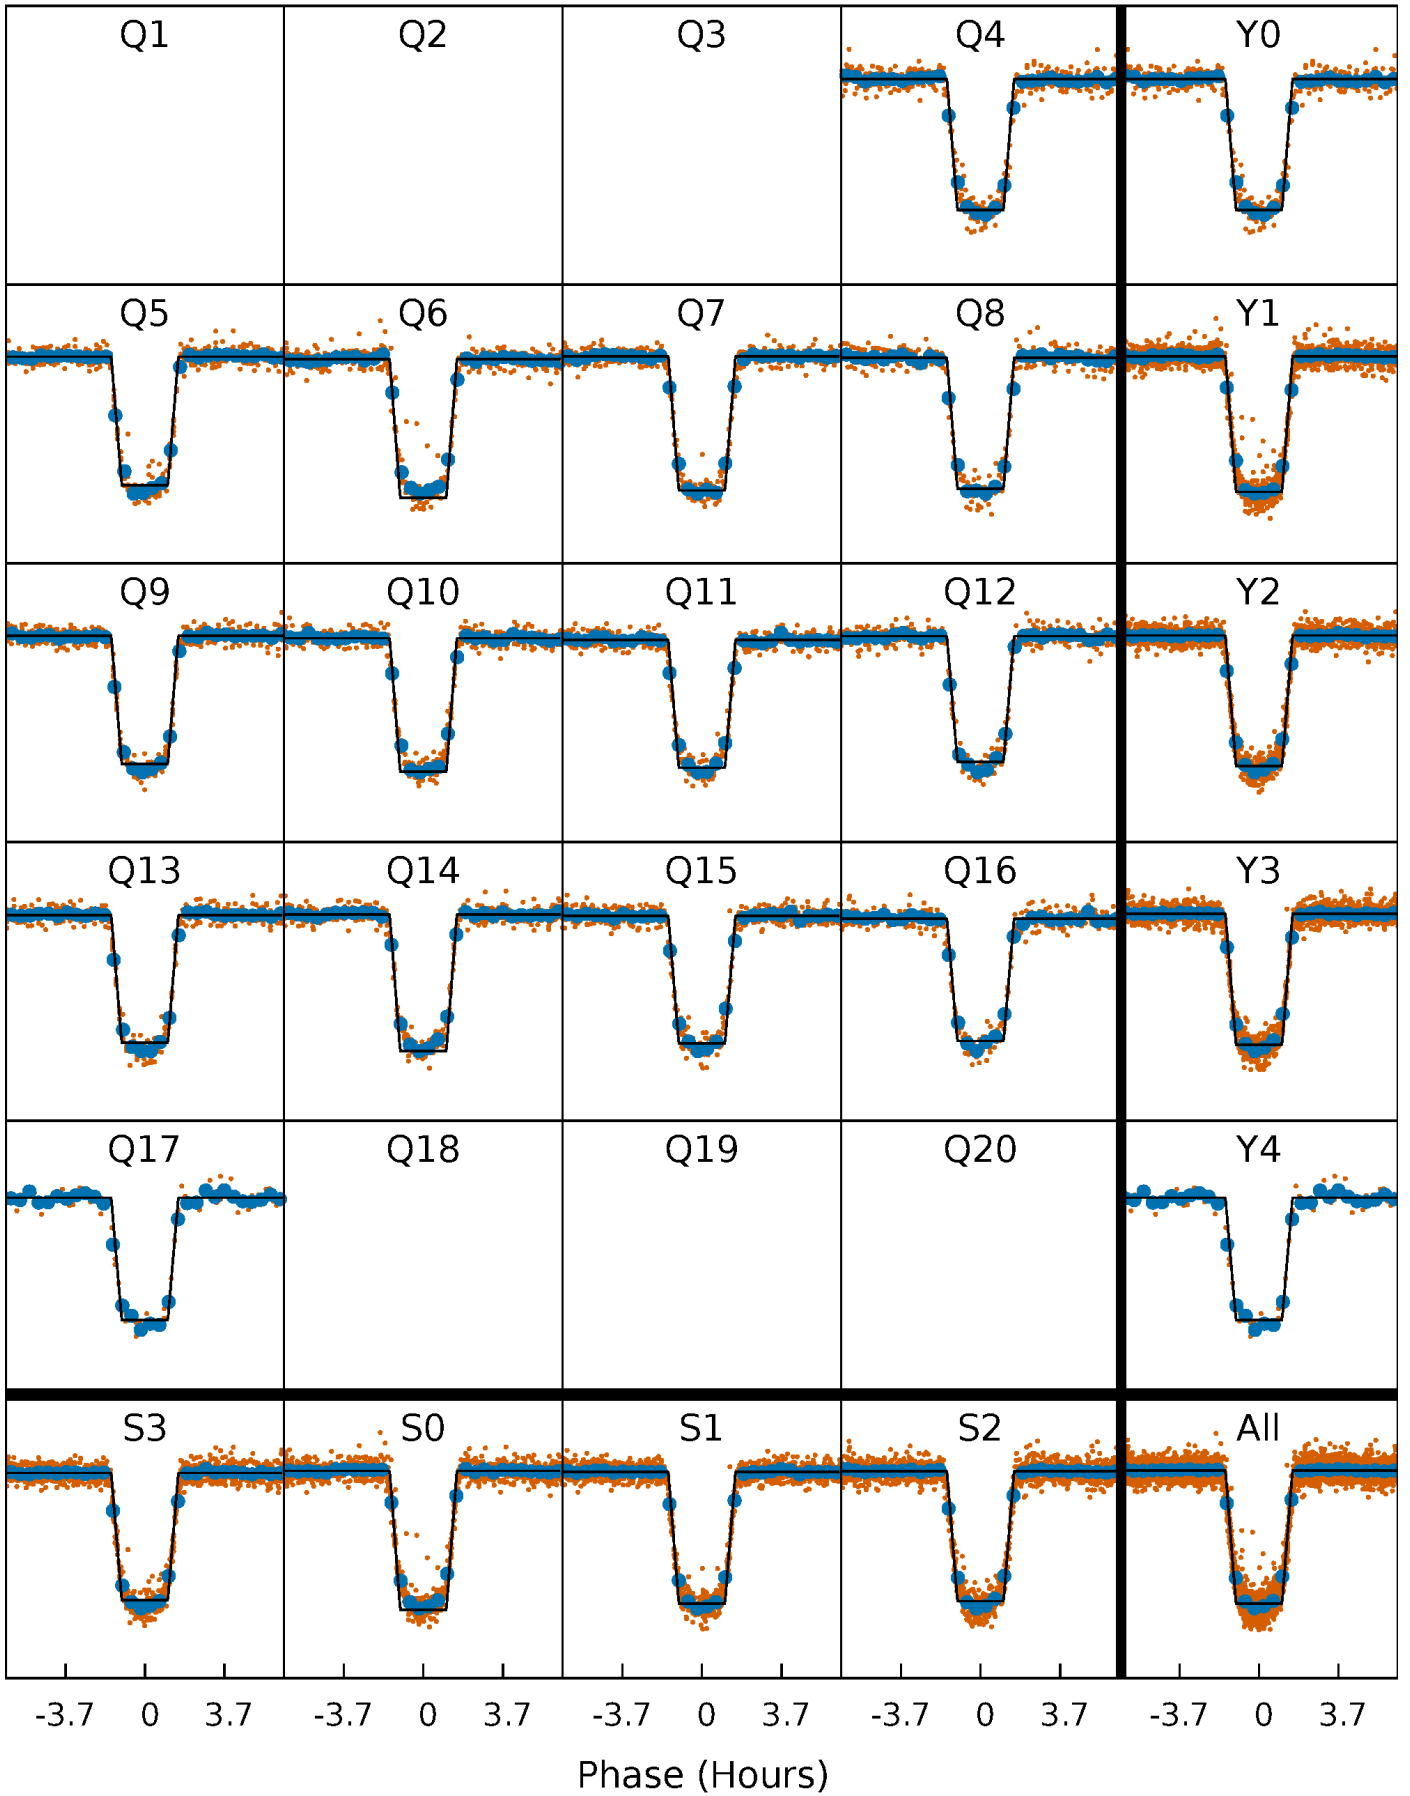 Q1 Q2 Q3 Q4 Y0
Q5 Q6 Q7 Q8 Y1
Q9 Q10 Q11 Q12 Y2
Q13 Q14 Q15 Q16 Y3
Q17 Q18 Q19 Q20 Y4
S3 S0 S1 S2 All
-3.7 0 3.7 -3.7 0 3.7 -3.7 0 3.7 -3.7 0 3.7 -3.7 0 3.7
Phase (Hours)